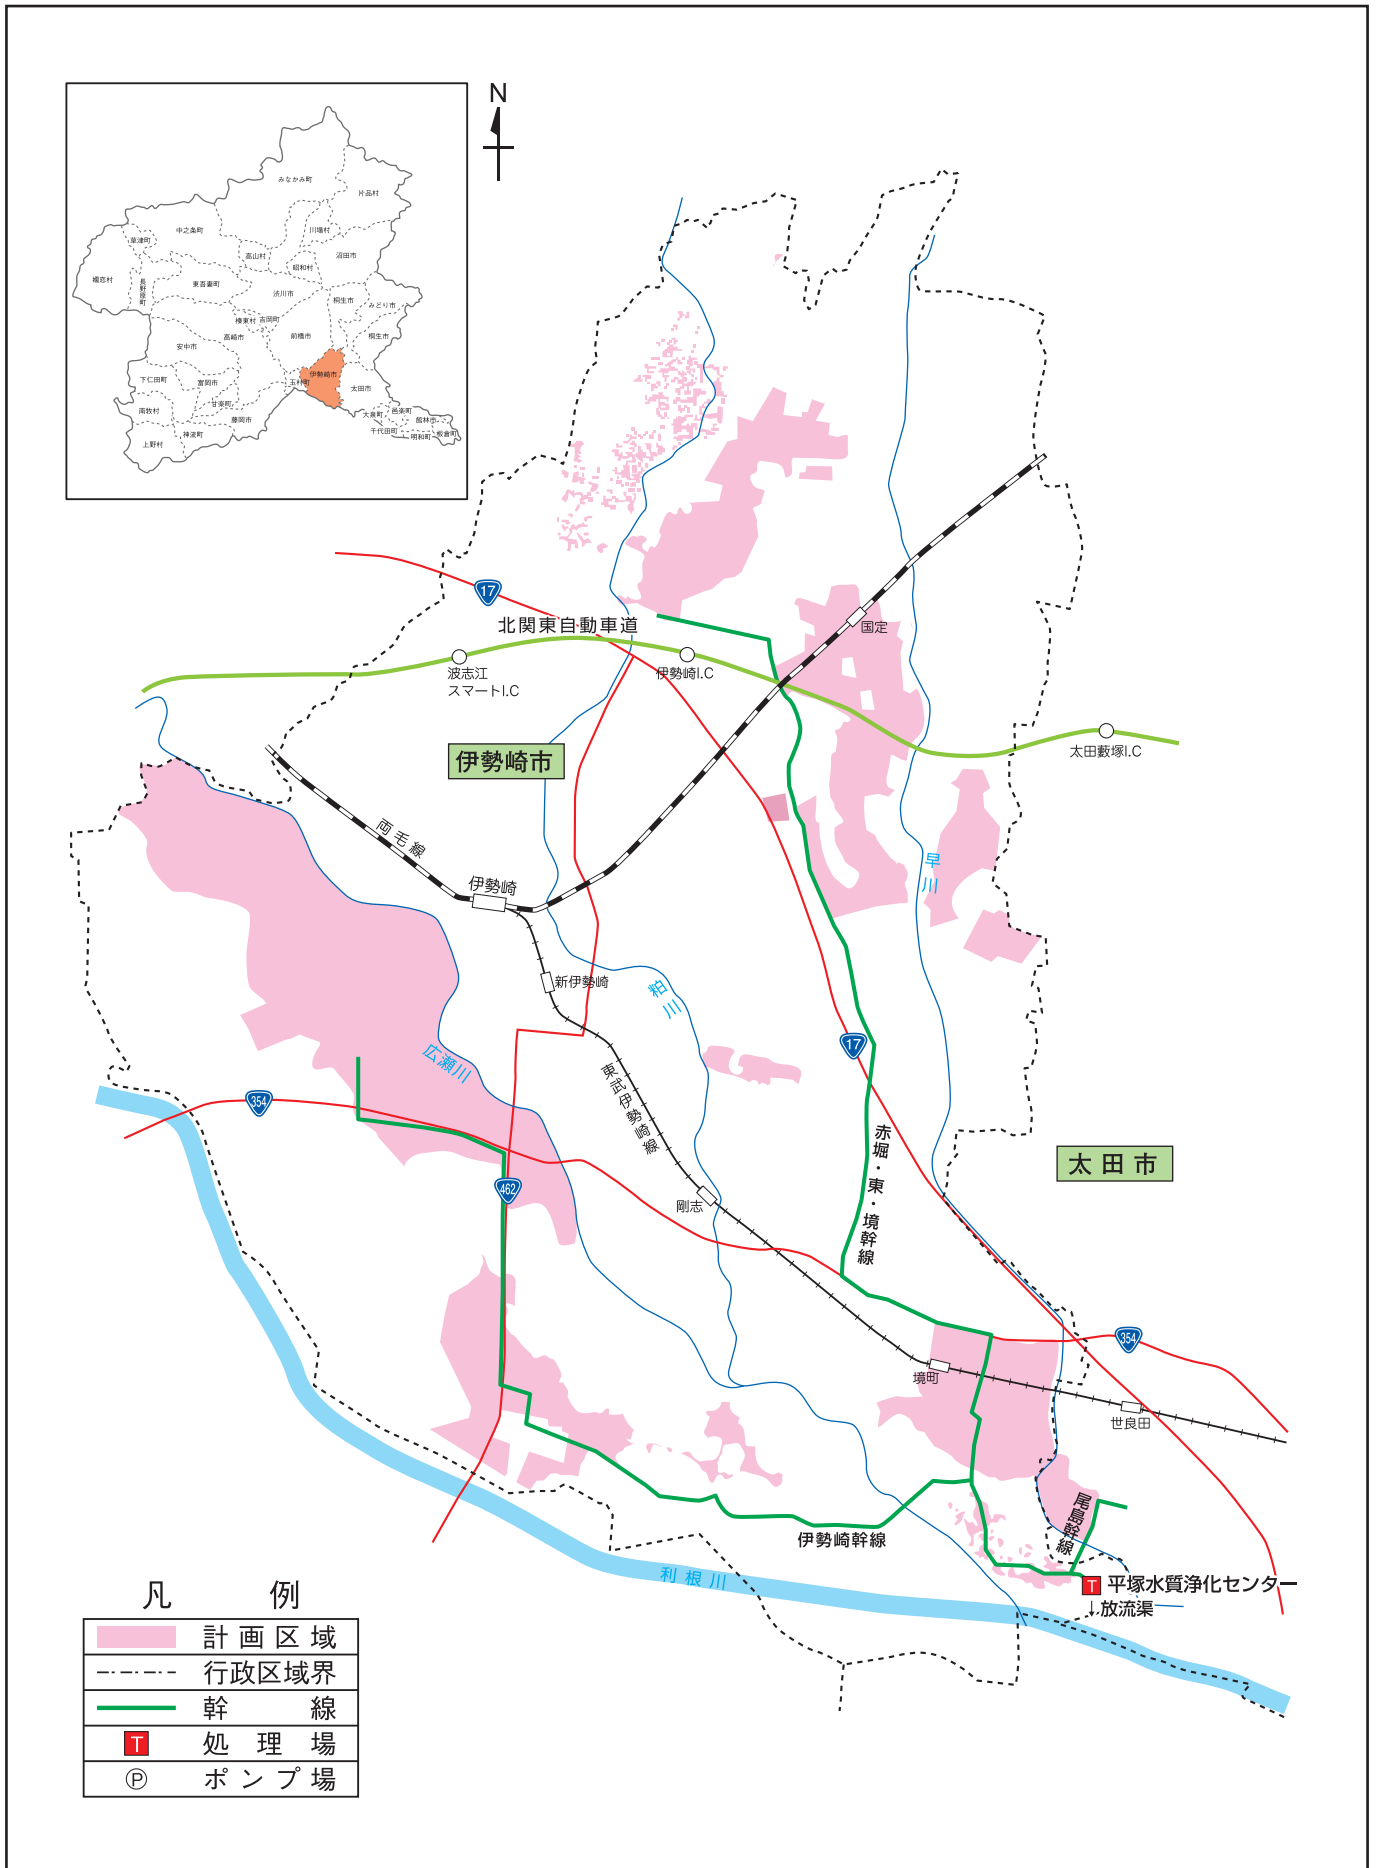 N
みなかみ町
片品村
中之条町
川場村
草津町
高山村
沼田市
昭和村
嬬恋村
長野原町
東吾妻町
渋川市
桐生市
みどり市
榛東村
吉岡町
高崎市
前橋市
桐生市
安中市
伊勢崎市
下仁田町
富岡市
玉村町
太田市
甘楽町
南牧村
大泉町
邑楽町
藤岡市
館林市
神流町
千代田町
明和町
板倉町
上野村
17
北関東自動車道
国定
波志江
スマートI.C
伊勢崎I.C
伊勢崎市
太田藪塚I.C
両毛線
伊勢崎
早川
新伊勢崎
粕川
17
広瀬川
354
東武伊勢崎線
赤堀・東・境幹線
太田市
462
剛志
354
境町
世良田
尾島幹線
伊勢崎幹線
利根川
T
平塚水質浄化センター
↓放流渠
凡例
計画区域
行政区域界
幹線
T 処理場
Ⓟ ポンプ場